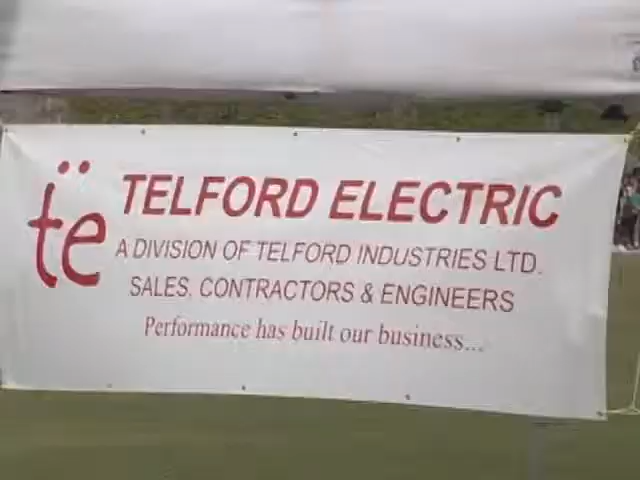 të
TELFORD ELECTRIC
A DIVISION OF TELFORD INDUSTRIES LTD.
SALES, CONTRACTORS & ENGINEERS
Performance has built our business...